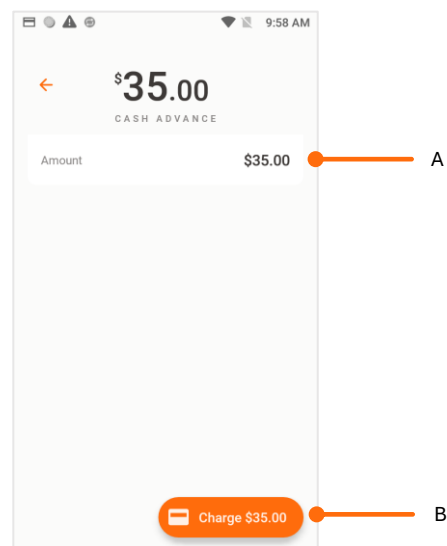 9:58 AM
$35.00
CASH ADVANCE
Amount $35.00 A
Charge $35.00 B